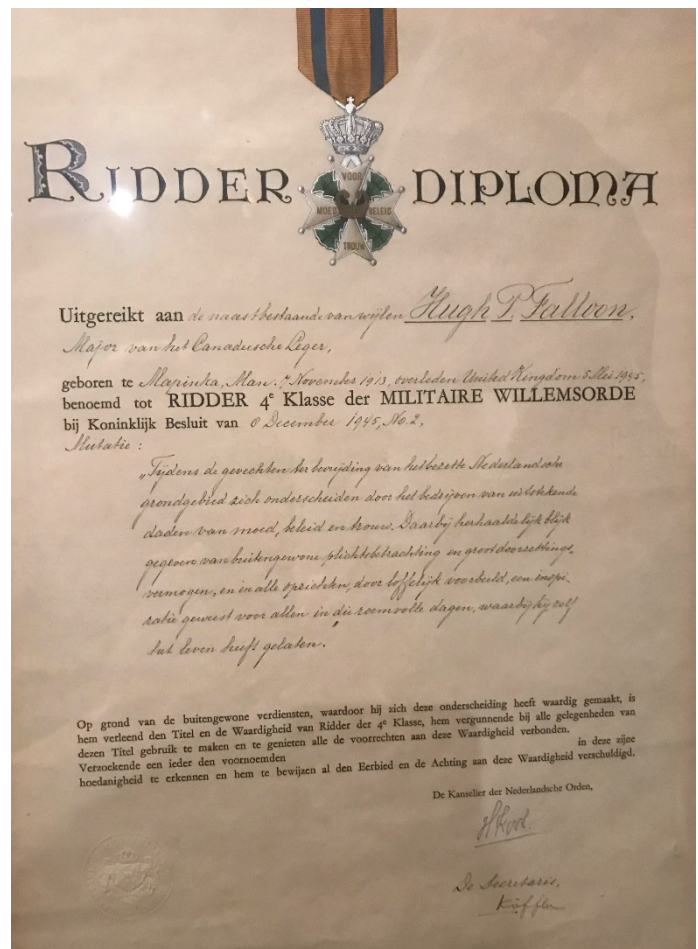 VOOR
MOED BELEID
TROUW
RIDDER DIPLOMA
Uitgereikt aan de naastbestaande van wijlen Hugh P. Falloon,
Major van het Canadeesche Leger,
geboren te Man. 7 November 1913, overleden United Kingdom 5 Mei 1945,
benoemd tot RIDDER 4e Klasse der MILITAIRE WILLEMSORDE
bij Koninklijk Besluit van 8 December 1945, No. 2,
Mutatie:
„Tijdens de gevechten ter bevrijding van het bezette Nederlandsche
grondgebied zich onderscheiden door het bedrijven van uitstekende
daden van moed, beleid en trouw. Daarbij herhaaldelijk blijk
gegeven van buitengewone plichtsbetrachting en groot doorzettings-
vermogen, en in alle opzichten, door loffelijk voorbeeld, een inspi-
ratie geweest voor allen in die roemvolle dagen, waarbij hij zelf
het leven heeft gelaten."
Op grond van de buitengewone verdiensten, waardoor hij zich deze onderscheiding heeft waardig gemaakt, is
hem verleend den Titel en de Waardigheid van Ridder der 4e Klasse, hem vergunnende bij alle gelegenheden van
dezen Titel gebruik te maken en te genieten alle de voorrechten aan deze Waardigheid verbonden.
Verzoekende een ieder den voornoemden in deze zijne
hoedanigheid te erkennen en hem te bewijzen al den Eerbied en de Achting aan deze Waardigheid verschuldigd.
De Kanselier der Nederlandsche Orden,
De Secretaris,